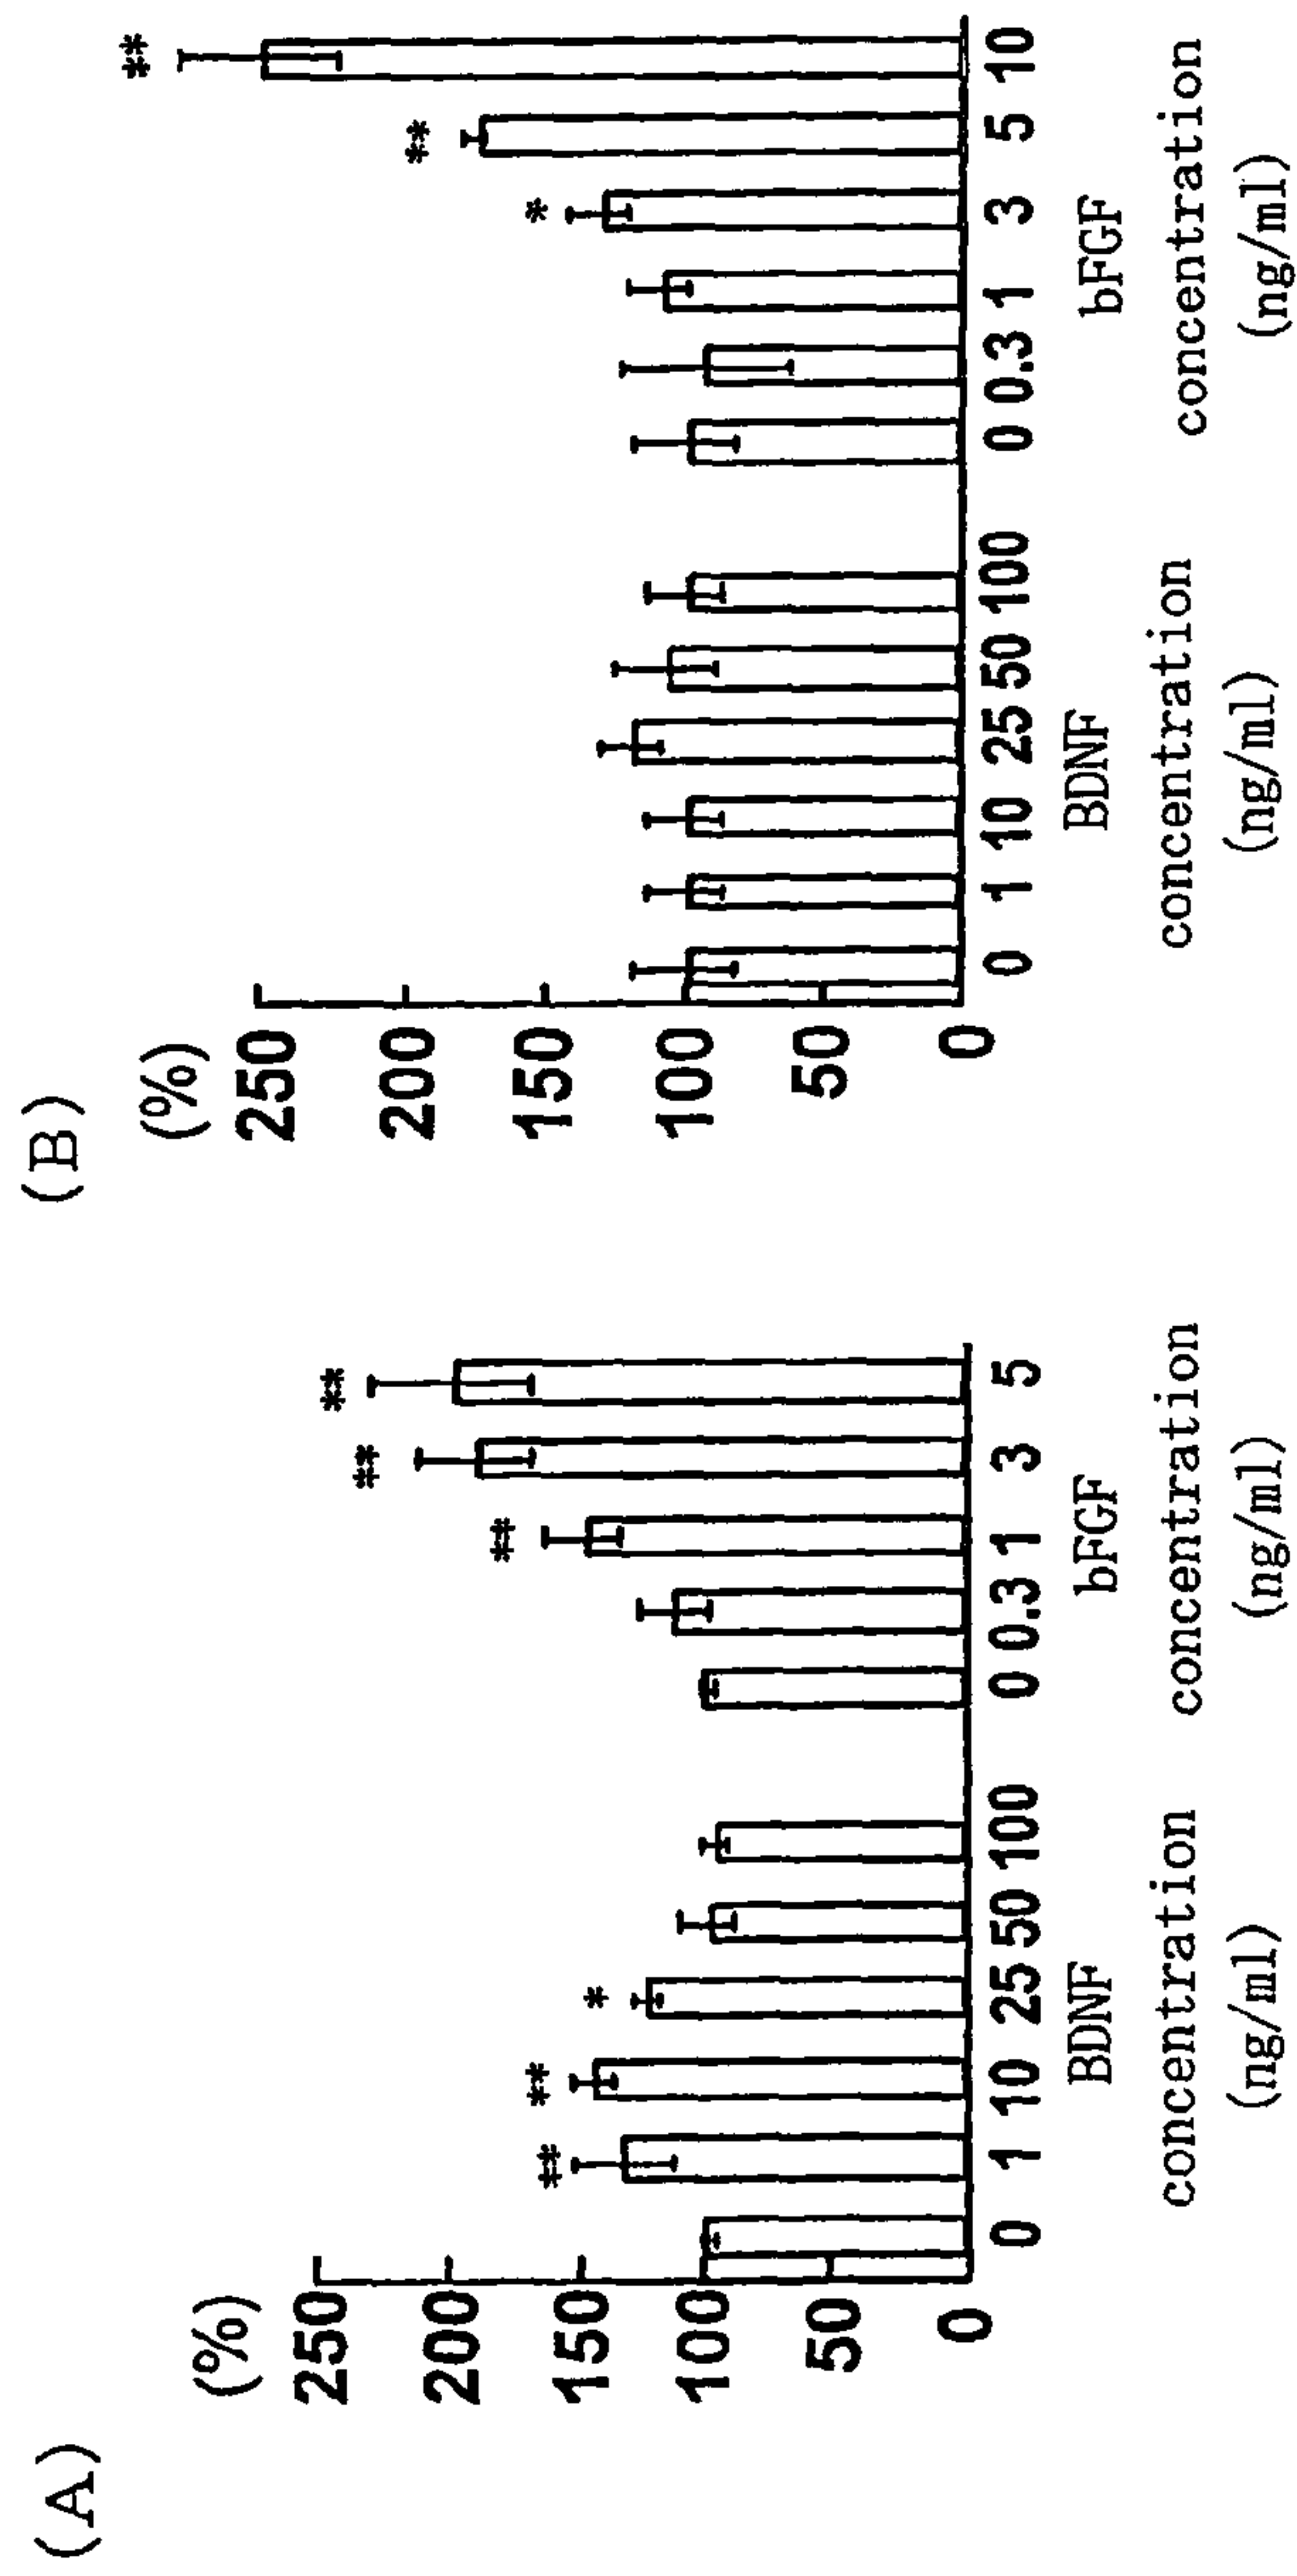 (A)
(%)
250
200
150
100
50
0
**
**
*
**
**
**
0 1 10 25 50 100 0 0.3 1 3 5
BDNF bFGF
concentration concentration
(ng/ml) (ng/ml)
(B)
(%)
250
200
150
100
50
0
*
**
**
0 1 10 25 50 100 0 0.3 1 3 5 10
BDNF bFGF
concentration concentration
(ng/ml) (ng/ml)